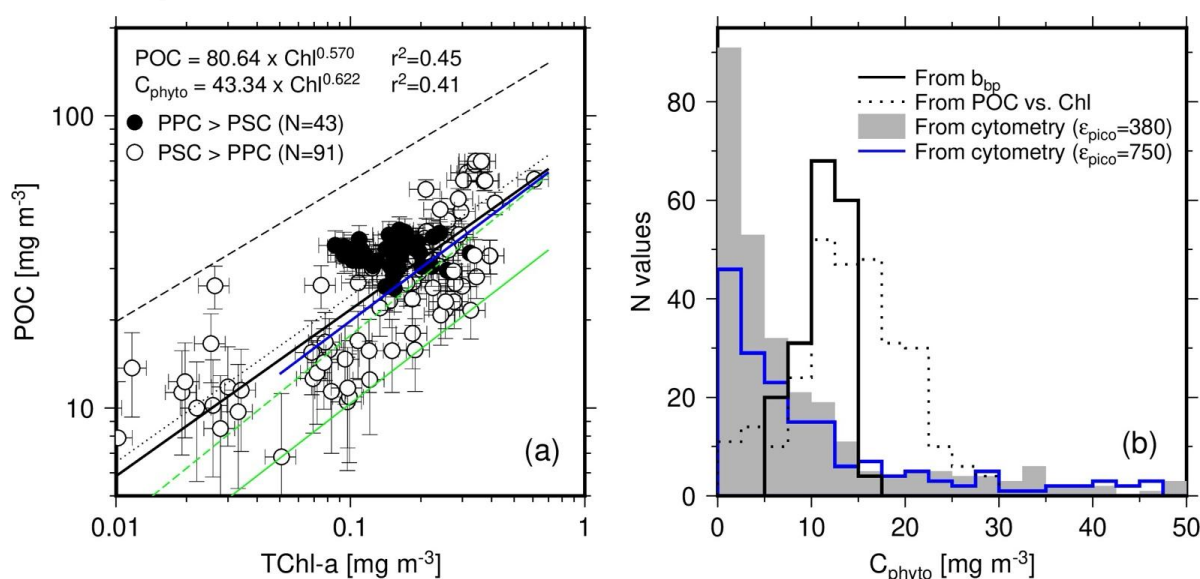 POC = 80.64 x Chl^0.570 r²=0.45
C_phyto = 43.34 x Chl^0.622 r²=0.41
PPC > PSC (N=43)
PSC > PPC (N=91)
100
10
POC [mg m⁻³]
(a)
0.01 0.1 1
TChl-a [mg m⁻³]
From b_bp
From POC vs. Chl
From cytometry (ε_pico=380)
From cytometry (ε_pico=750)
80
60
40
20
0
N values
(b)
0 10 20 30 40 50
C_phyto [mg m⁻³]